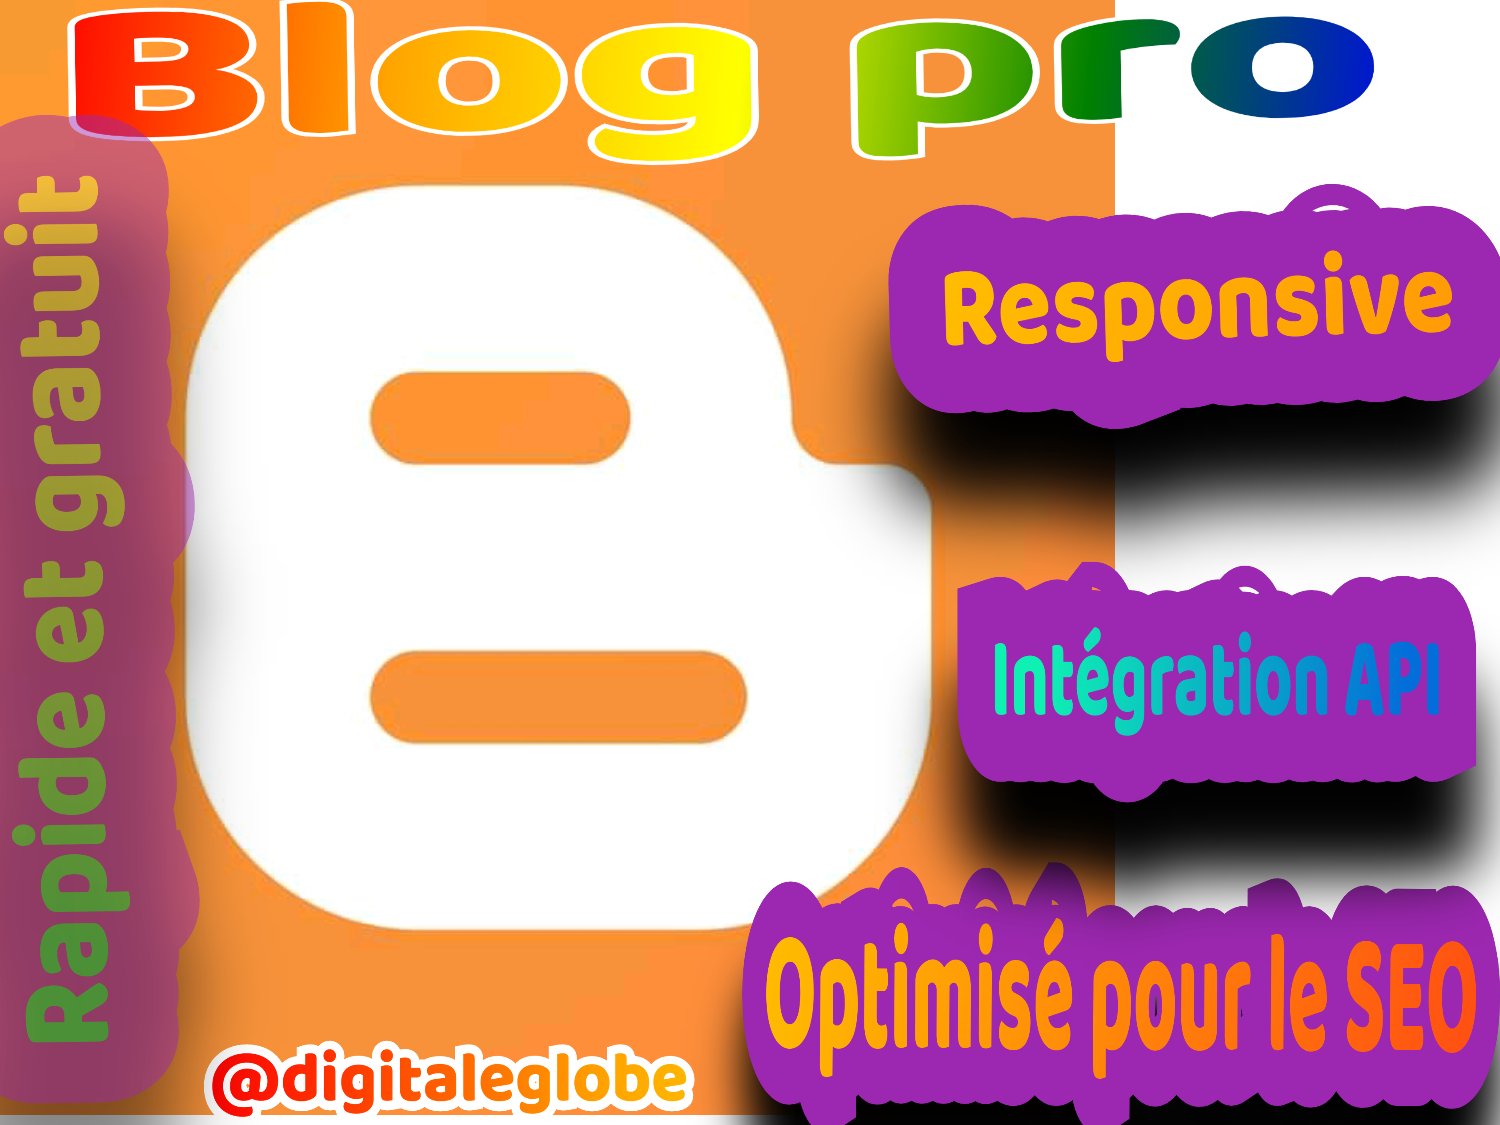 Blog pro
Rapide et gratuit
Responsive
Intégration API
Optimisé pour le SEO
@digitaleglobe